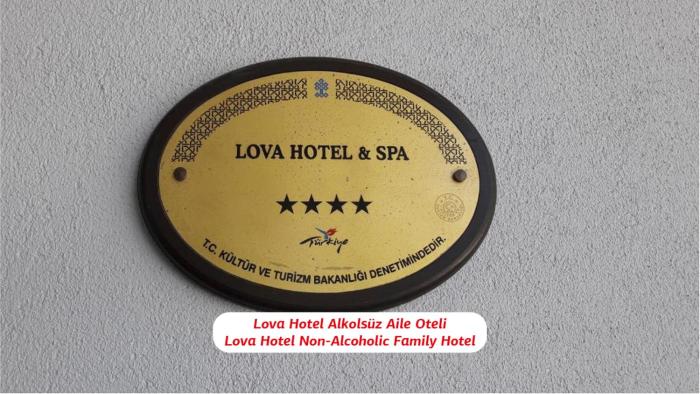 LOVA HOTEL & SPA
★★★★
Türkiye
T.C. KÜLTÜR VE TURİZM BAKANLIĞI DENETİMİNDEDİR.
Lova Hotel Alkolsüz Aile Oteli
Lova Hotel Non-Alcoholic Family Hotel